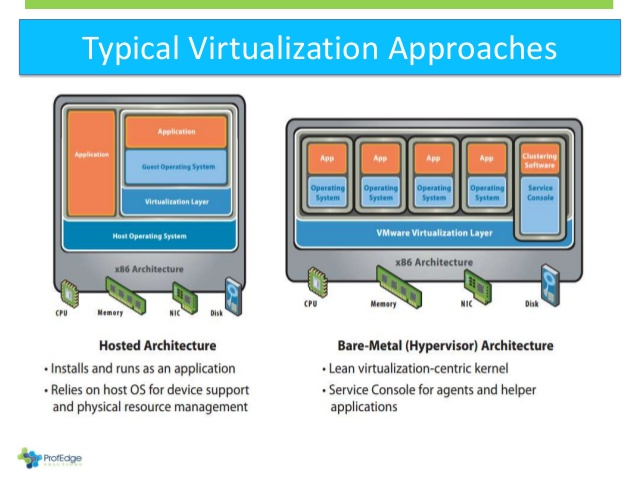 Typical Virtualization Approaches
Application
Application
Guest Operating System
Virtualization Layer
Host Operating System
x86 Architecture
CPU
Memory
NIC
Disk
App
App
App
App
Clustering
Software
Operating
System
Operating
System
Operating
System
Operating
System
Service
Console
VMware Virtualization Layer
x86 Architecture
CPU
Memory
NIC
Disk
Hosted Architecture
• Installs and runs as an application
• Relies on host OS for device support
and physical resource management
Bare-Metal (Hypervisor) Architecture
• Lean virtualization-centric kernel
• Service Console for agents and helper
applications
ProfEdge
SOLUTIONS